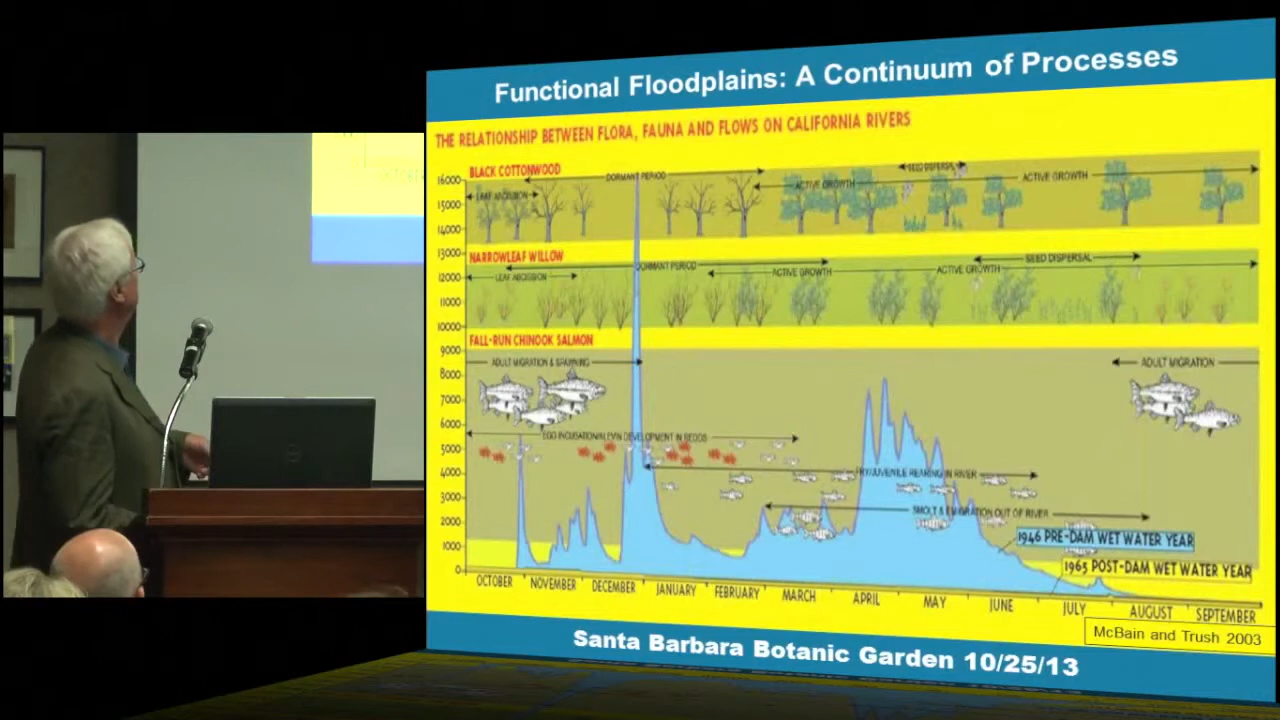 Functional Floodplains: A Continuum of Processes
THE RELATIONSHIP BETWEEN FLORA, FAUNA AND FLOWS ON CALIFORNIA RIVERS
BLACK COTTONWOOD
DORMANT PERIOD
SEED DISPERSAL
LEAF ABCISSION
ACTIVE GROWTH
ACTIVE GROWTH
16000
15000
14000
13000
NARROWLEAF WILLOW
DORMANT PERIOD
SEED DISPERSAL
LEAF ABCISSION
ACTIVE GROWTH
ACTIVE GROWTH
12000
11000
10000
FALL-RUN CHINOOK SALMON
9000
ADULT MIGRATION & SPAWNING
ADULT MIGRATION
8000
7000
6000
EGG INCUBATION/ALEVIN DEVELOPMENT IN REDDS
5000
FRY/JUVENILE REARING IN RIVER
4000
3000
SMOLT EMIGRATION OUT OF RIVER
2000
1946 PRE-DAM WET WATER YEAR
1000
1965 POST-DAM WET WATER YEAR
0
OCTOBER NOVEMBER DECEMBER JANUARY FEBRUARY MARCH APRIL MAY JUNE JULY AUGUST SEPTEMBER
McBain and Trush 2003
Santa Barbara Botanic Garden 10/25/13